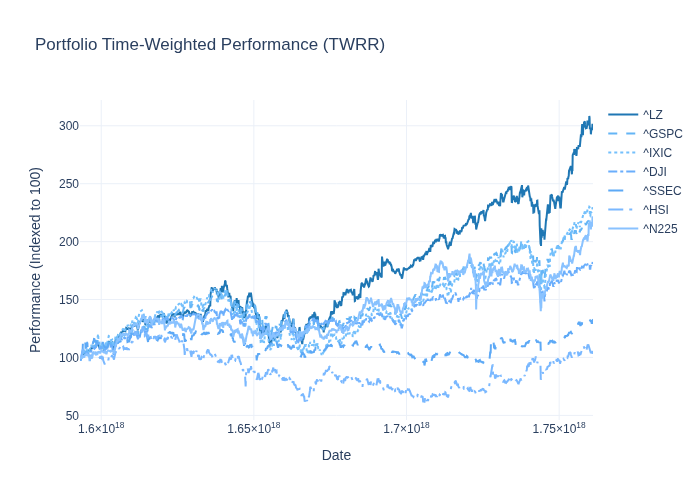 Portfolio Time-Weighted Performance (TWRR)
Performance (Indexed to 100)
300
250
200
150
100
50
1.6×10¹⁸
1.65×10¹⁸
1.7×10¹⁸
1.75×10¹⁸
Date
^LZ
^GSPC
^IXIC
^DJI
^SSEC
^HSI
^N225